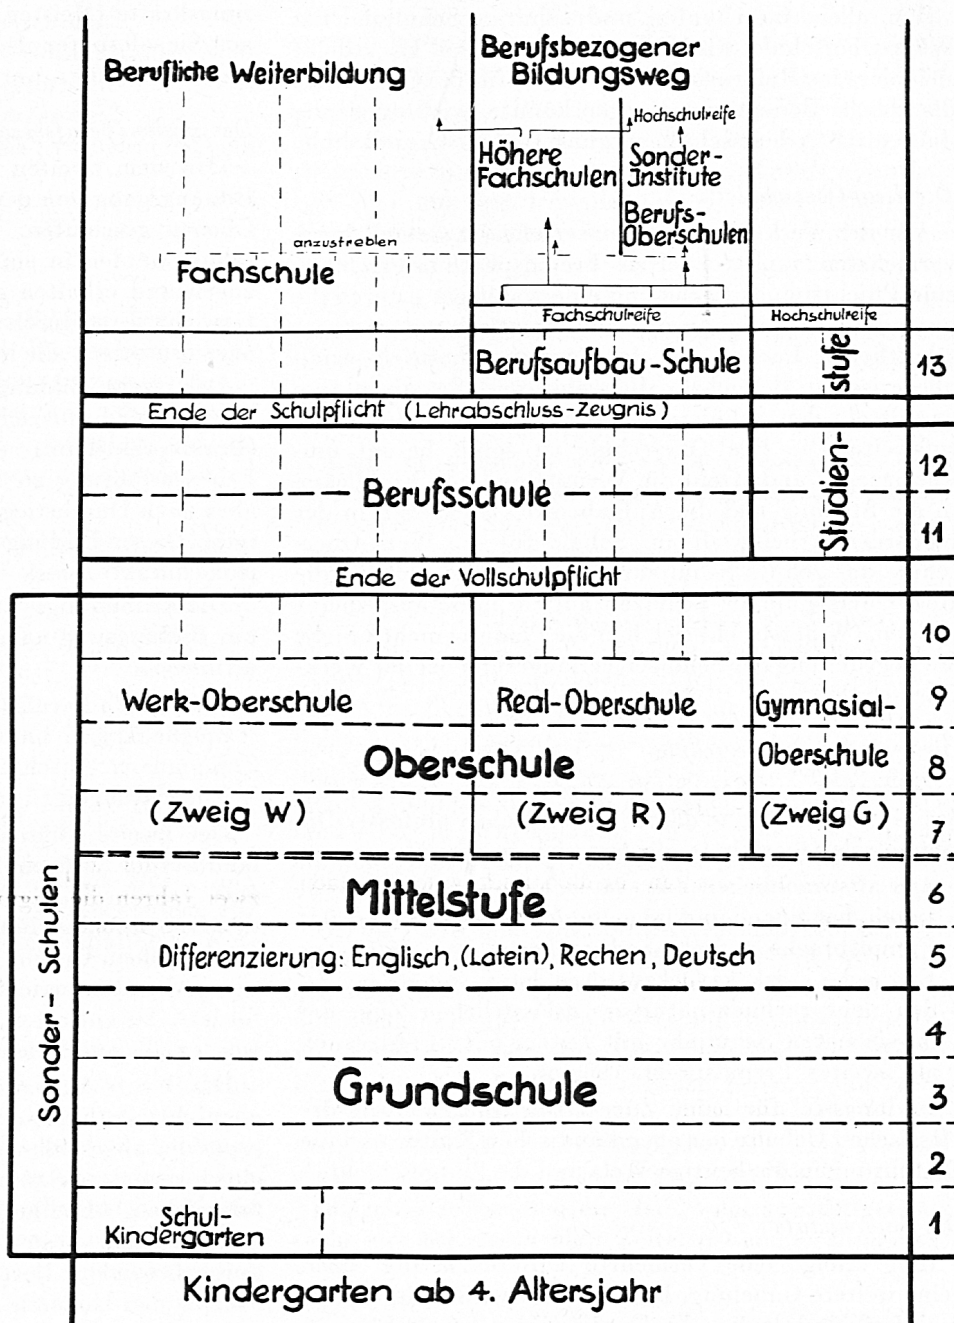 Berufliche Weiterbildung
Berufsbezogener
Bildungsweg
Hochschulreife
Höhere
Fachschulen
Sonder-
Institute
Berufs-
Oberschulen
anzustreblen
Fachschule
Fachschulreife
Hochschulreife
Berufsaufbau-Schule
13
Ende der Schulpflicht (Lehrabschluss-Zeugnis)
Studien-
stufe
12
Berufsschule
11
Ende der Vollschulpflicht
10
Werk-Oberschule
Real-Oberschule
Gymnasial-
Oberschule
9
Oberschule
8
(Zweig W)
(Zweig R)
(Zweig G)
7
Mittelstufe
6
Differenzierung: Englisch, (Latein), Rechen, Deutsch
5
Sonder-Schulen
4
Grundschule
3
2
Schul-
Kindergarten
1
Kindergarten ab 4. Altersjahr